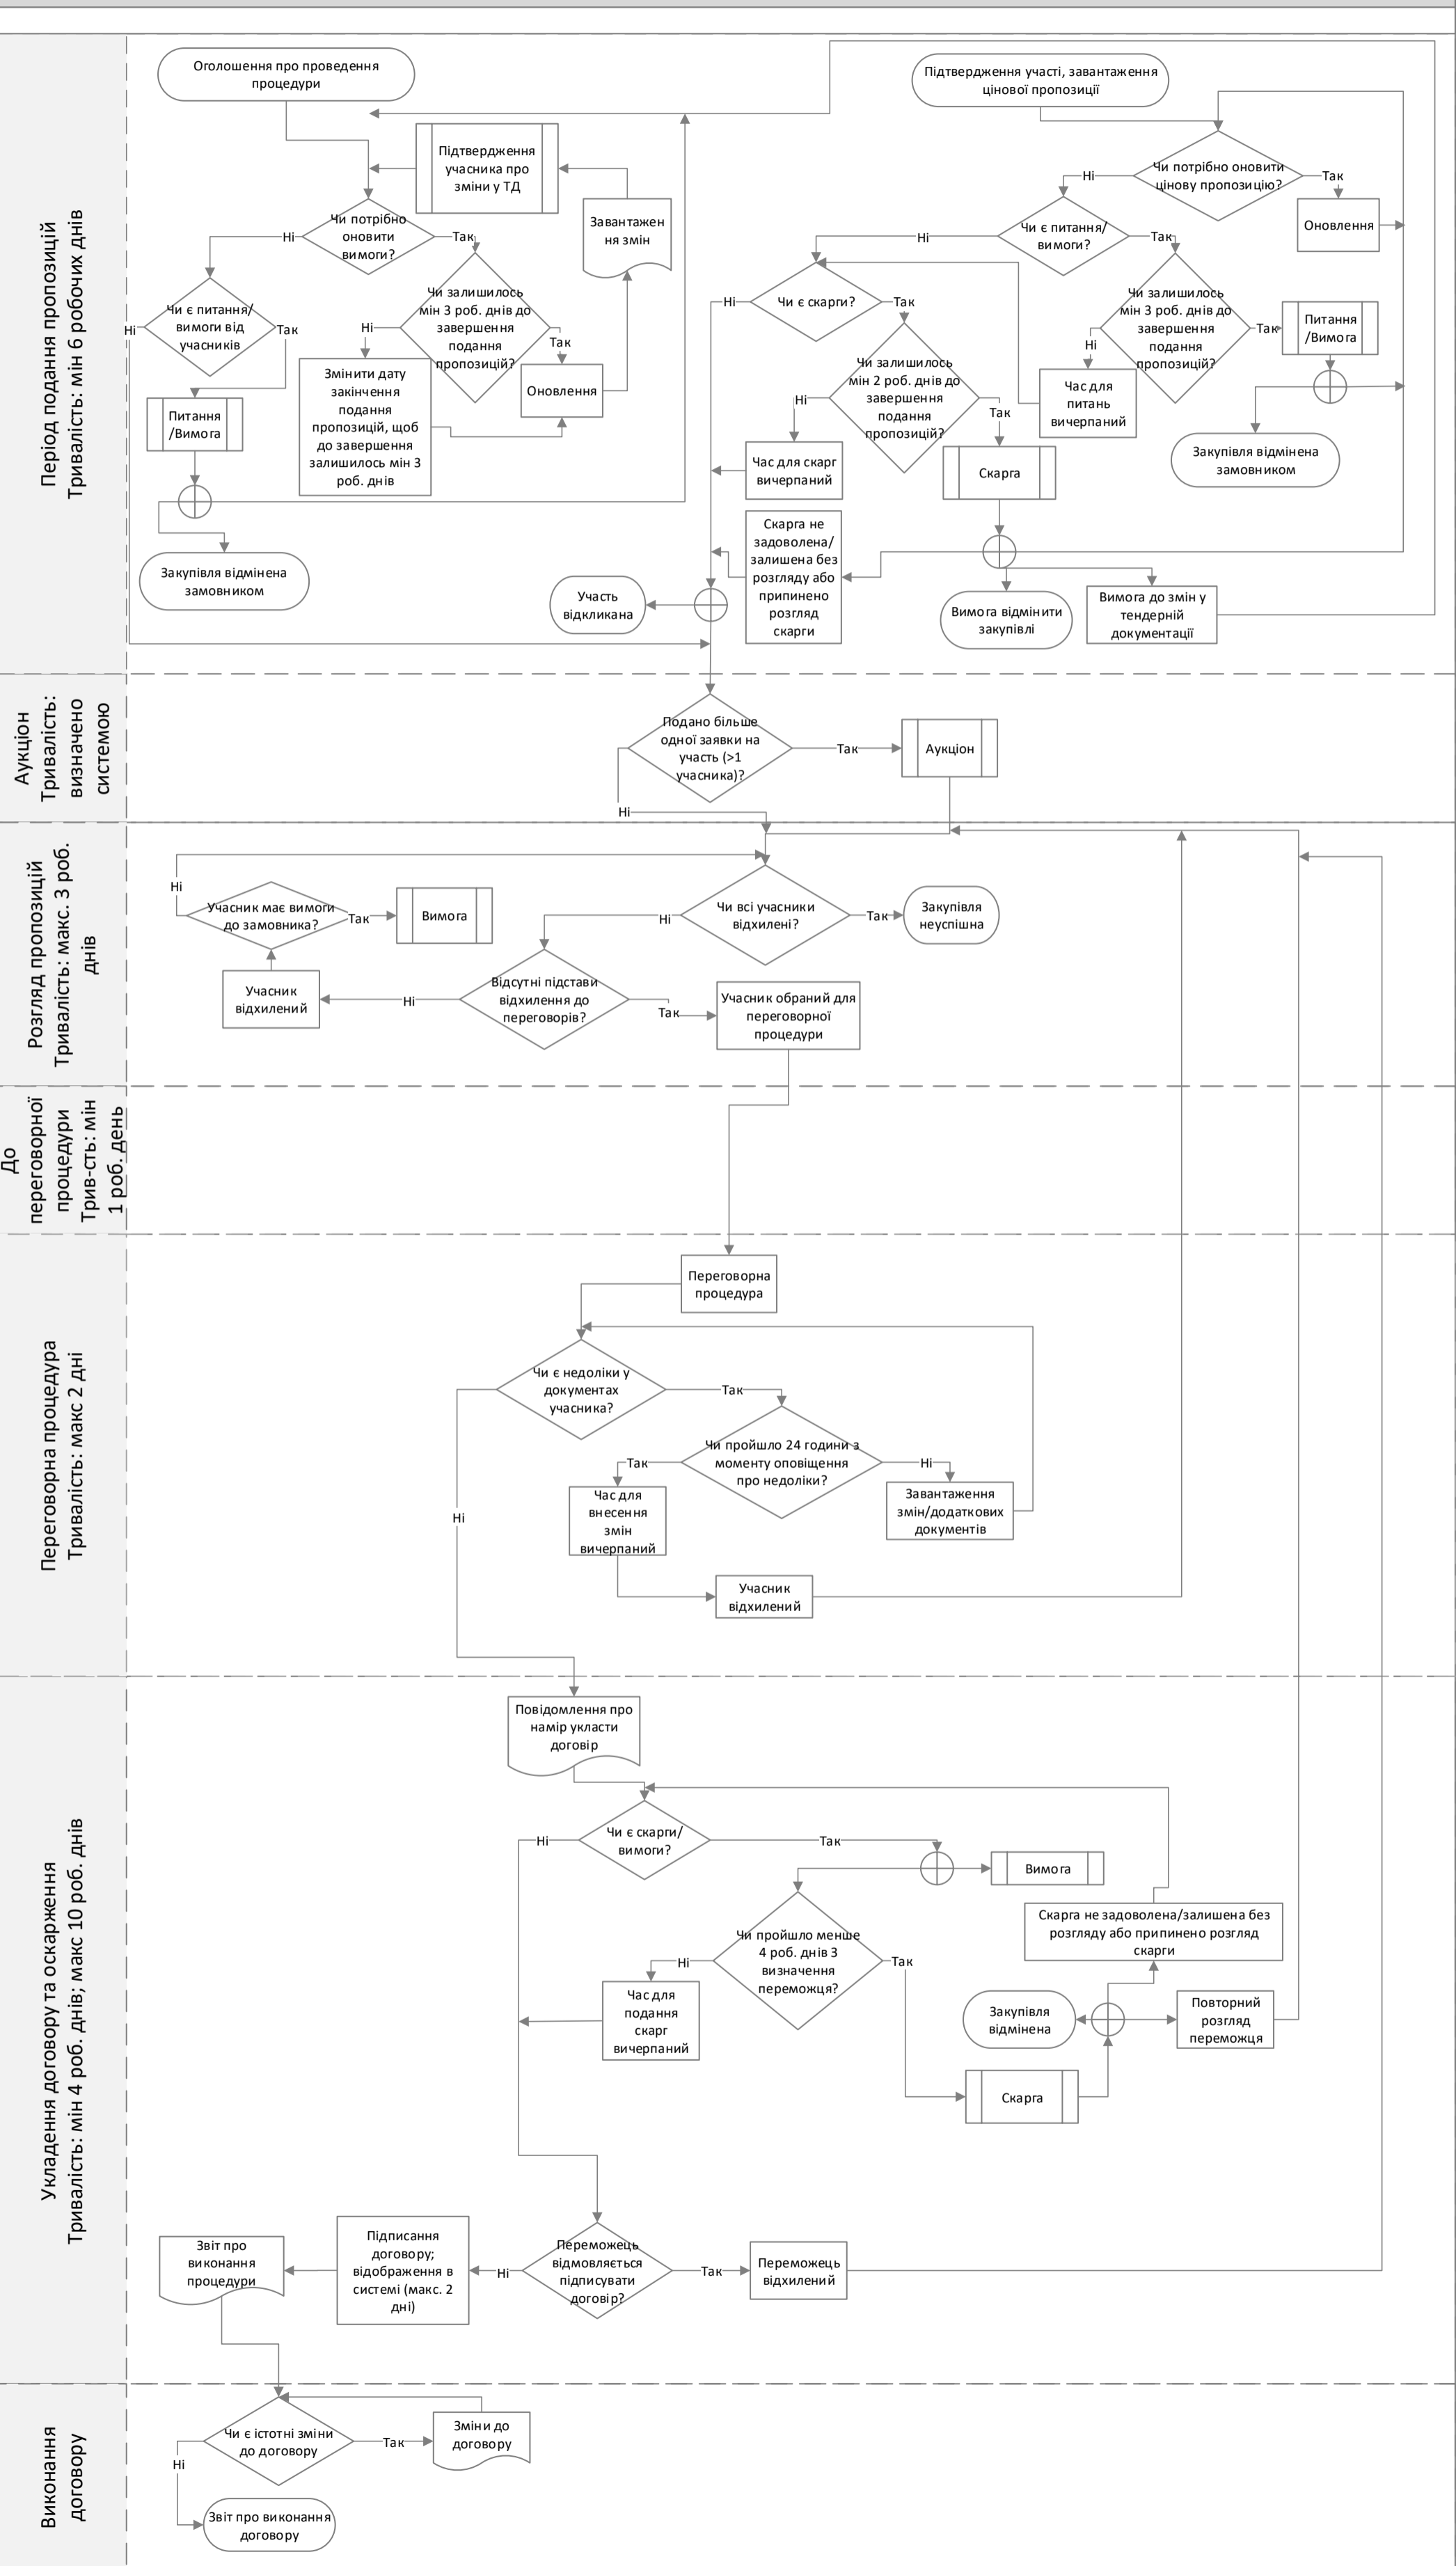 Період подання пропозицій
Тривалість: мін 6 робочих днів
Оголошення про проведення
процедури
Підтвердження
учасника про
зміни у ТД
Завантажен
ня змін
Чи потрібно
оновити
вимоги?
Ні
Так
Чи є питання/
вимоги від
учасників
Ні
Так
Чи залишилось
мін 3 роб. днів до
завершення
подання
пропозицій?
Ні
Так
Змінити дату
закінчення
подання
пропозицій, щоб
до завершення
залишилось мін 3
роб. днів
Оновлення
Питання
/Вимога
Закупівля відмінена
замовником
Підтвердження участі, завантаження
цінової пропозиції
Чи потрібно оновити
цінову пропозицію?
Ні
Так
Оновлення
Чи є питання/
вимоги?
Ні
Так
Чи є скарги?
Ні
Так
Чи залишилось
мін 3 роб. днів до
завершення
подання
пропозицій?
Ні
Так
Питання
/Вимога
Час для
питань
вичерпаний
Закупівля відмінена
замовником
Чи залишилось
мін 2 роб. днів до
завершення
подання
пропозицій?
Ні
Так
Час для скарг
вичерпаний
Скарга
Скарга не
задоволена/
залишена без
розгляду або
припинено
розгляд
скарги
Участь
відкликана
Вимога відмінити
закупівлі
Вимога до змін у
тендерній
документації
Аукціон
Тривалість:
визначено
системою
Подано більше
одної заявки на
участь (>1
учасника)?
Так
Ні
Аукціон
Розгляд пропозицій
Тривалість: макс. 3 роб.
днів
Ні
Учасник має вимоги
до замовника?
Так
Вимога
Чи всі учасники
відхилені?
Ні
Так
Закупівля
неуспішна
Учасник
відхилений
Ні
Відсутні підстави
відхилення до
переговорів?
Так
Учасник обраний для
переговорної
процедури
До
переговорної
процедури
Трив-сть: мін
1 роб. день
Переговорна процедура
Тривалість: макс 2 дні
Переговорна
процедура
Чи є недоліки у
документах
учасника?
Так
Ні
Чи пройшло 24 години з
моменту оповіщення
про недоліки?
Так
Ні
Час для
внесення
змін
вичерпаний
Завантаження
змін/додаткових
документів
Учасник
відхилений
Укладення договору та оскарження
Тривалість: мін 4 роб. днів; макс 10 роб. днів
Повідомлення про
намір укласти
договір
Чи є скарги/
вимоги?
Ні
Так
Вимога
Чи пройшло менше
4 роб. днів З
визначення
переможця?
Ні
Так
Час для
подання
скарг
вичерпаний
Скарга не задоволена/залишена без
розгляду або припинено розгляд
скарги
Закупівля
відмінена
Повторний
розгляд
переможця
Скарга
Звіт про
виконання
процедури
Підписання
договору;
відображення в
системі (макс. 2
дні)
Ні
Переможець
відмовляється
підписувати
договір?
Так
Переможець
відхилений
Виконання
договору
Чи є істотні зміни
до договору
Так
Ні
Зміни до
договору
Звіт про виконання
договору